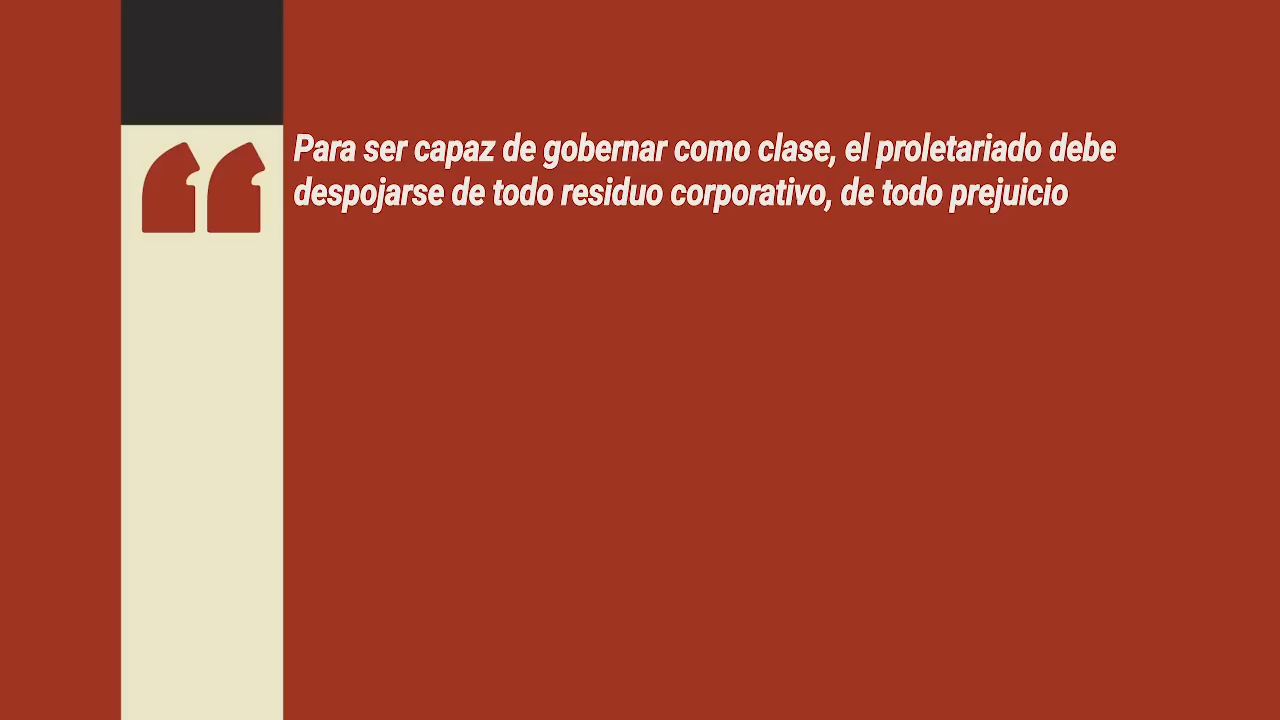 Para ser capaz de gobernar como clase, el proletariado debe
despojarse de todo residuo corporativo, de todo prejuicio